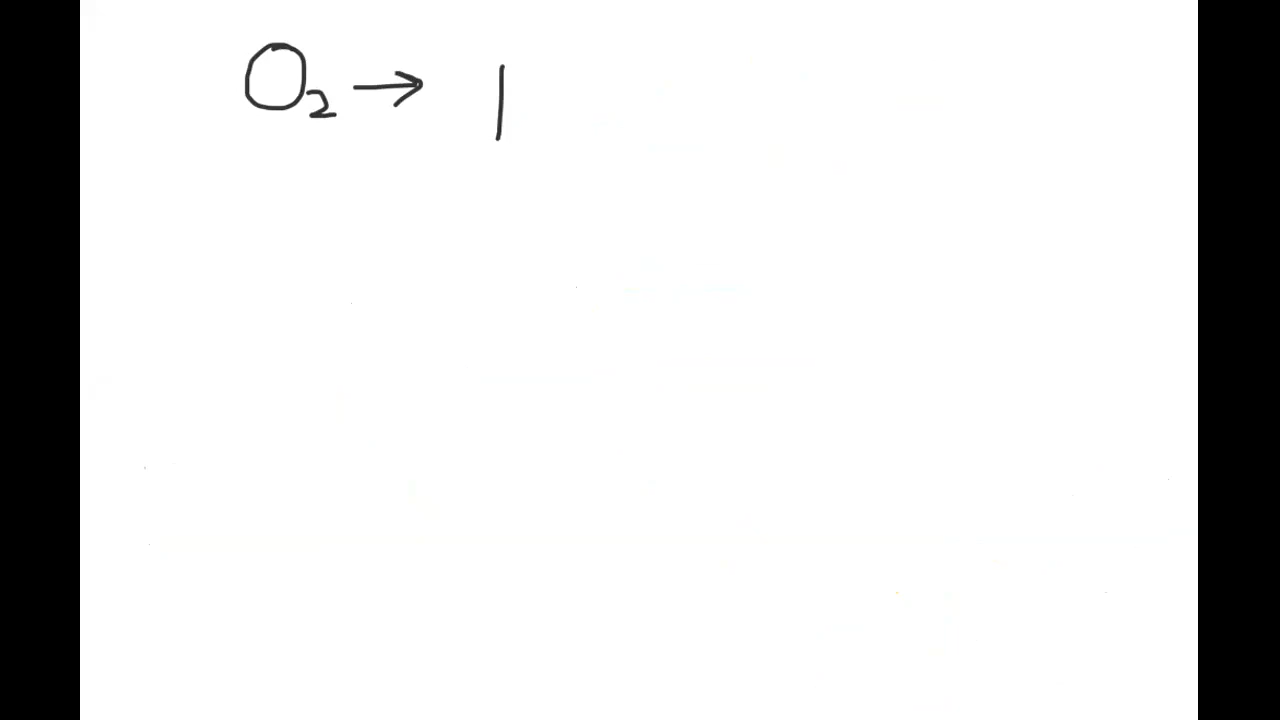 O₂ → |